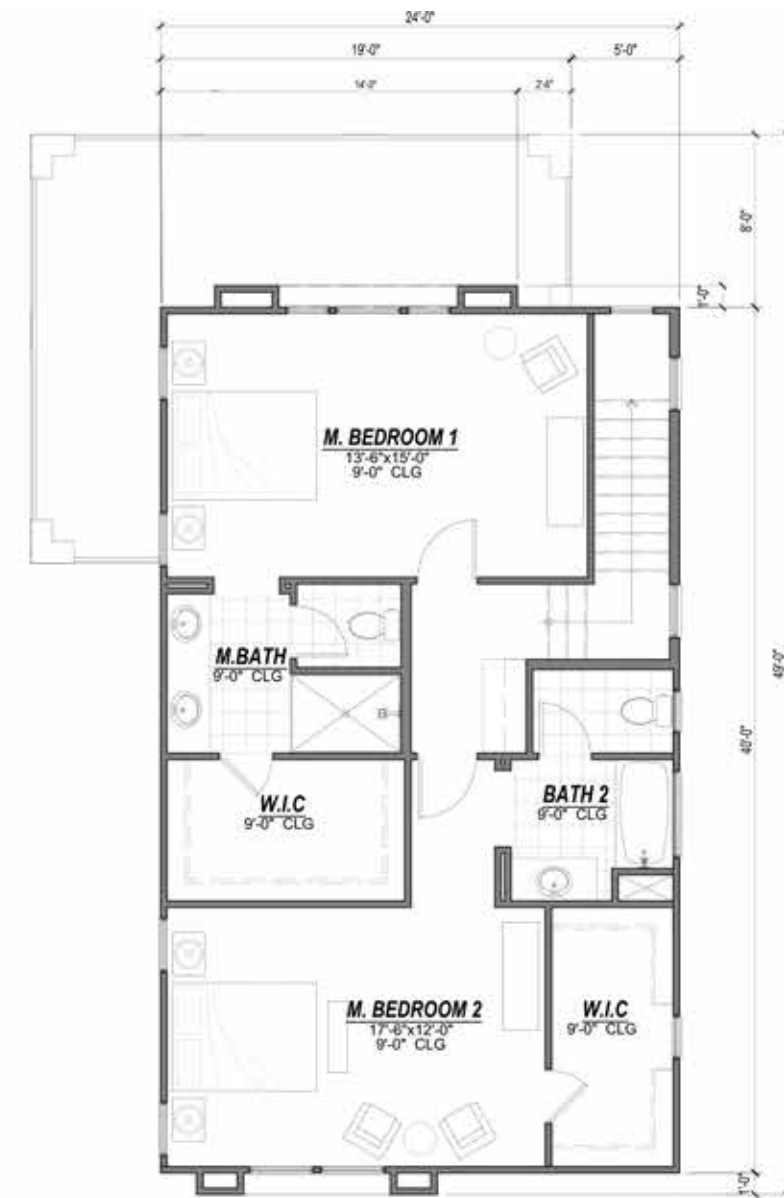 24'-0"
19'-0"
5'-0"
14'-0"
2'-6"
8'-0"
1'-0"
M. BEDROOM 1
13'-6"x15'-0"
9'-0" CLG
M.BATH
9'-0" CLG
49'-0"
40'-0"
W.I.C
9'-0" CLG
BATH 2
9'-0" CLG
M. BEDROOM 2
17'-6"x12'-0"
9'-0" CLG
W.I.C
9'-0" CLG
1'-0"